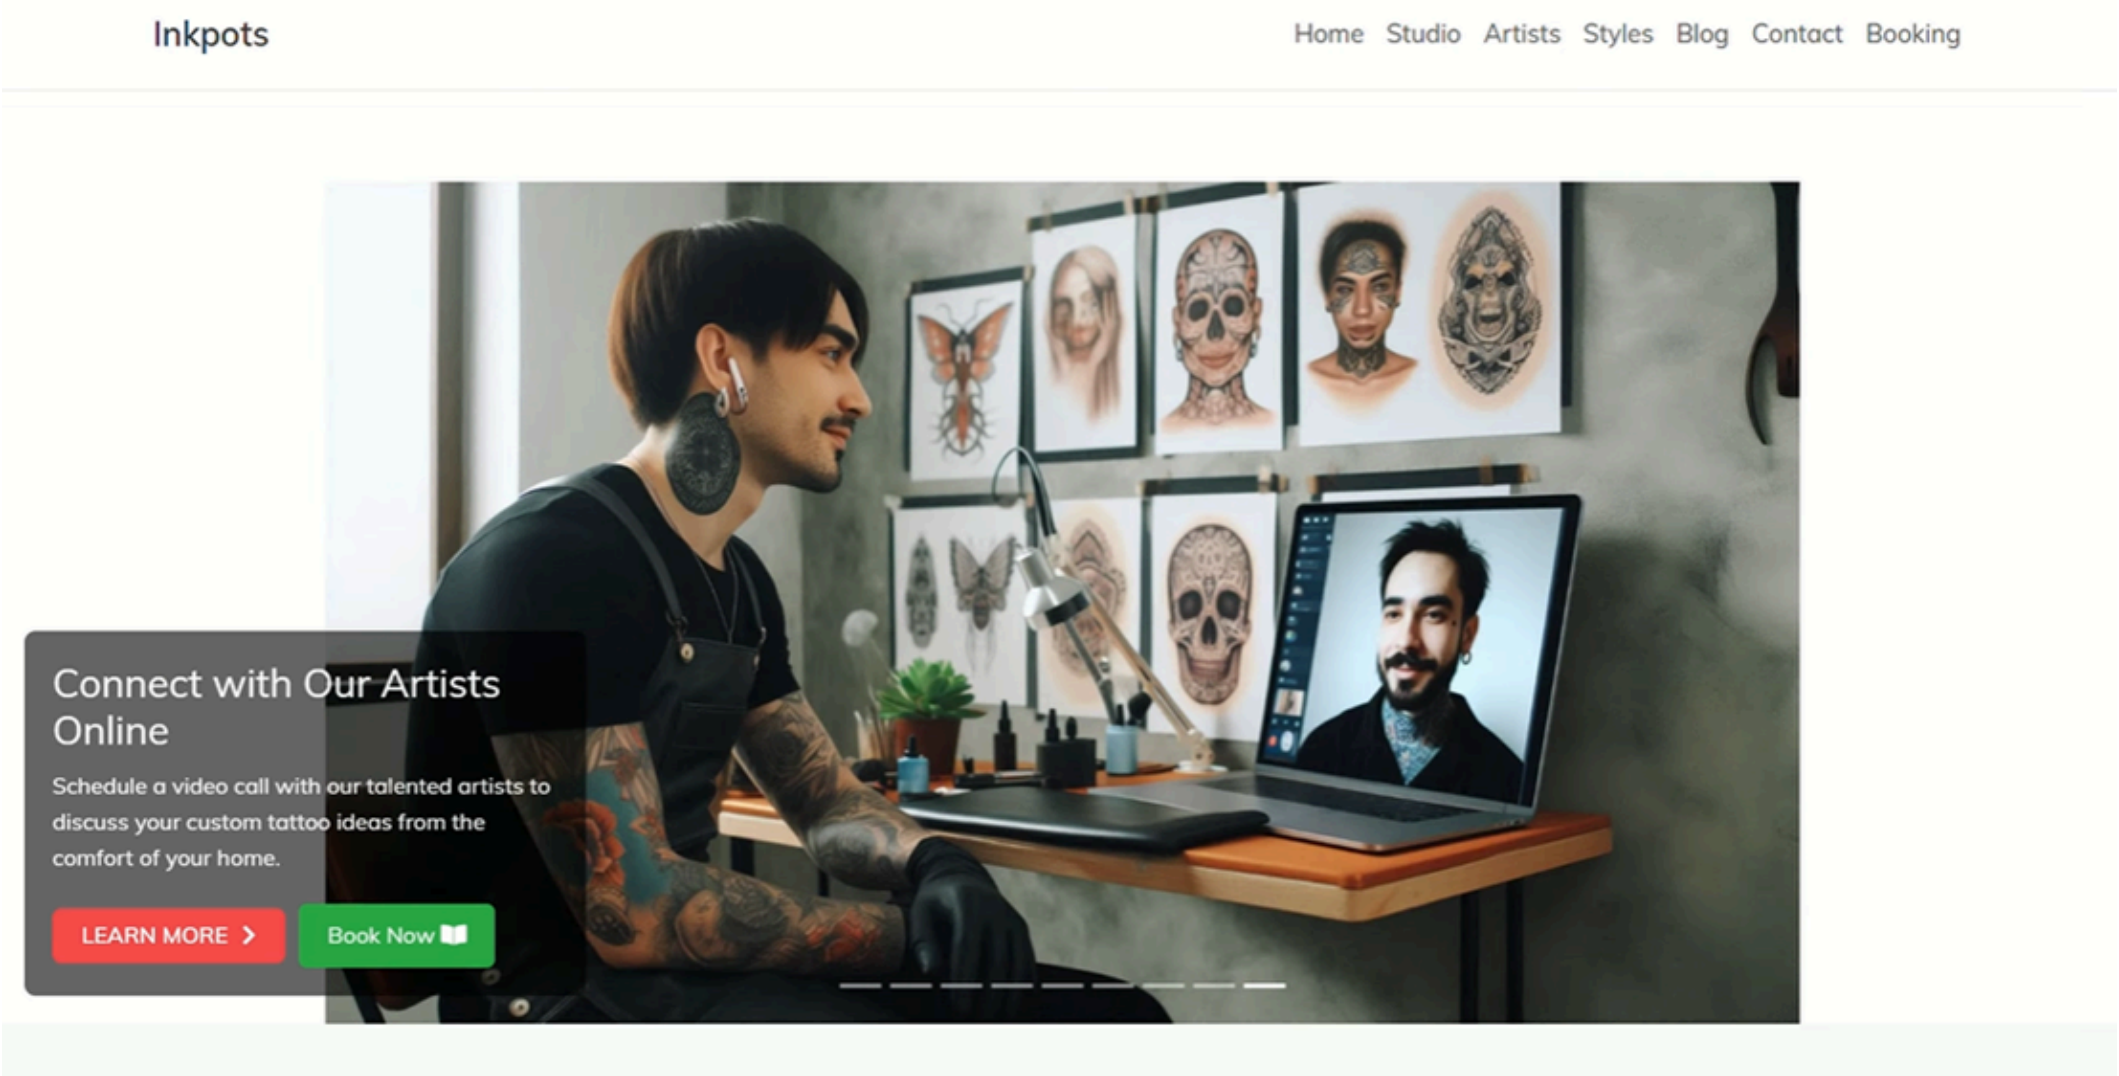 Inkpots
Home Studio Artists Styles Blog Contact Booking
Connect with Our Artists
Online
Schedule a video call with our talented artists to
discuss your custom tattoo ideas from the
comfort of your home.
LEARN MORE
Book Now